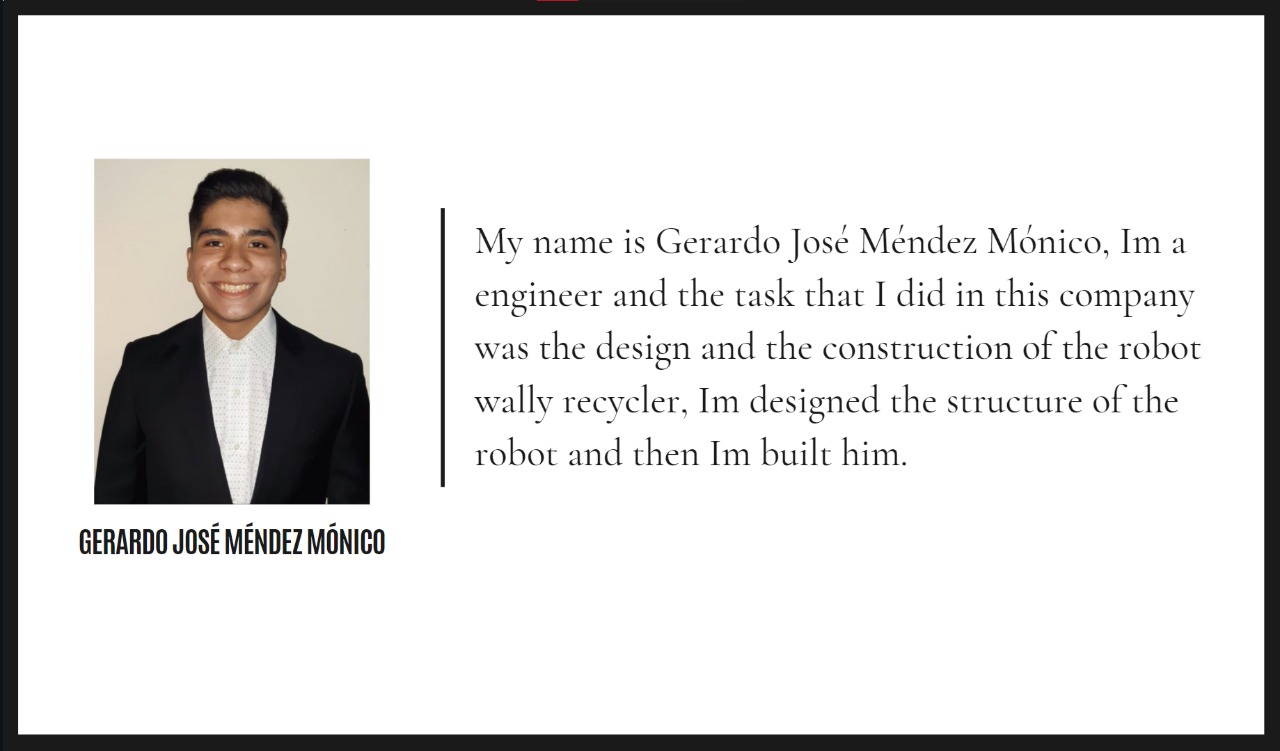 My name is Gerardo José Méndez Mónico, Im a
engineer and the task that I did in this company
was the design and the construction of the robot
wally recycler, Im designed the structure of the
robot and then Im built him.
GERARDO JOSÉ MÉNDEZ MÓNICO